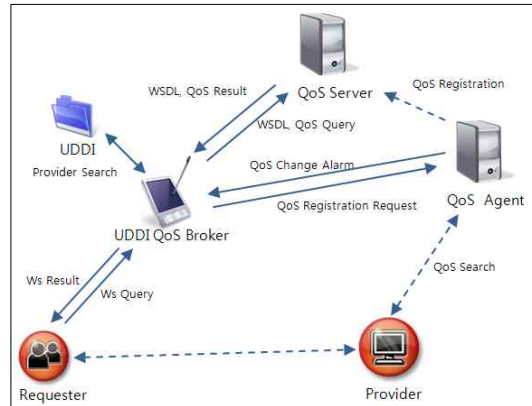 QoS Server
QoS Registration
WSDL, QoS Result
WSDL, QoS Query
UDDI
Provider Search
QoS Change Alarm
QoS Agent
QoS Registration Request
UDDI QoS Broker
QoS Search
Ws Result
Ws Query
Requester
Provider